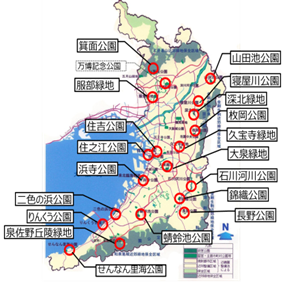 箕面公園
万博記念公園
服部緑地
住吉公園
住之江公園
浜寺公園
二色の浜公園
りんくう公園
泉佐野丘陵緑地
せんなん里海公園
山田池公園
寝屋川公園
深北緑地
枚岡公園
久宝寺緑地
大泉緑地
石川河川公園
錦織公園
長野公園
蜻蛉池公園